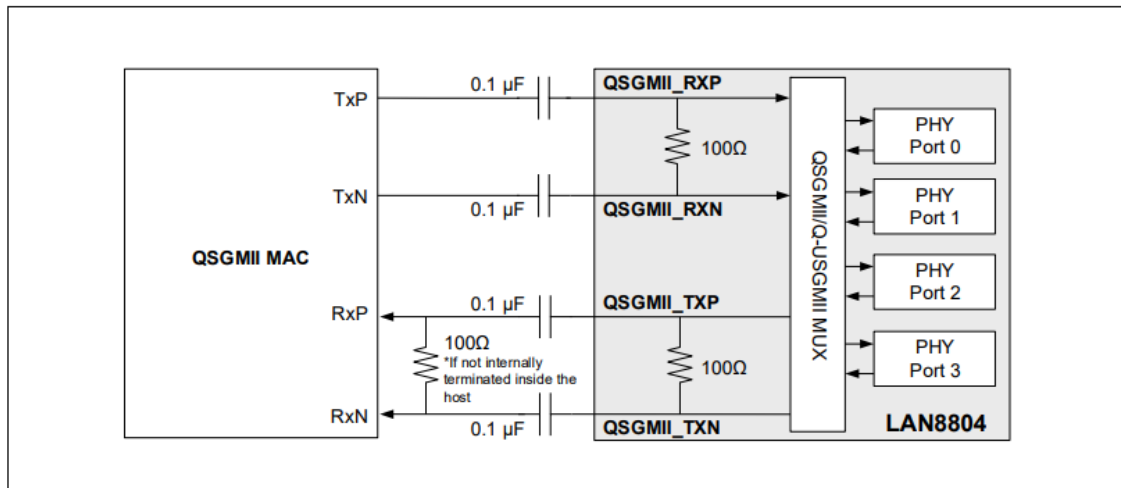 0.1 µF
QSGMII_RXP
TxP
PHY
Port 0
100Ω
TxN
0.1 µF
QSGMII_RXN
PHY
Port 1
QSGMII MAC
QSGMII/Q-USGMII MUX
0.1 µF
QSGMII_TXP
PHY
Port 2
RxP
100Ω
*If not internally
terminated inside the
host
100Ω
PHY
Port 3
RxN
0.1 µF
QSGMII_TXN
LAN8804